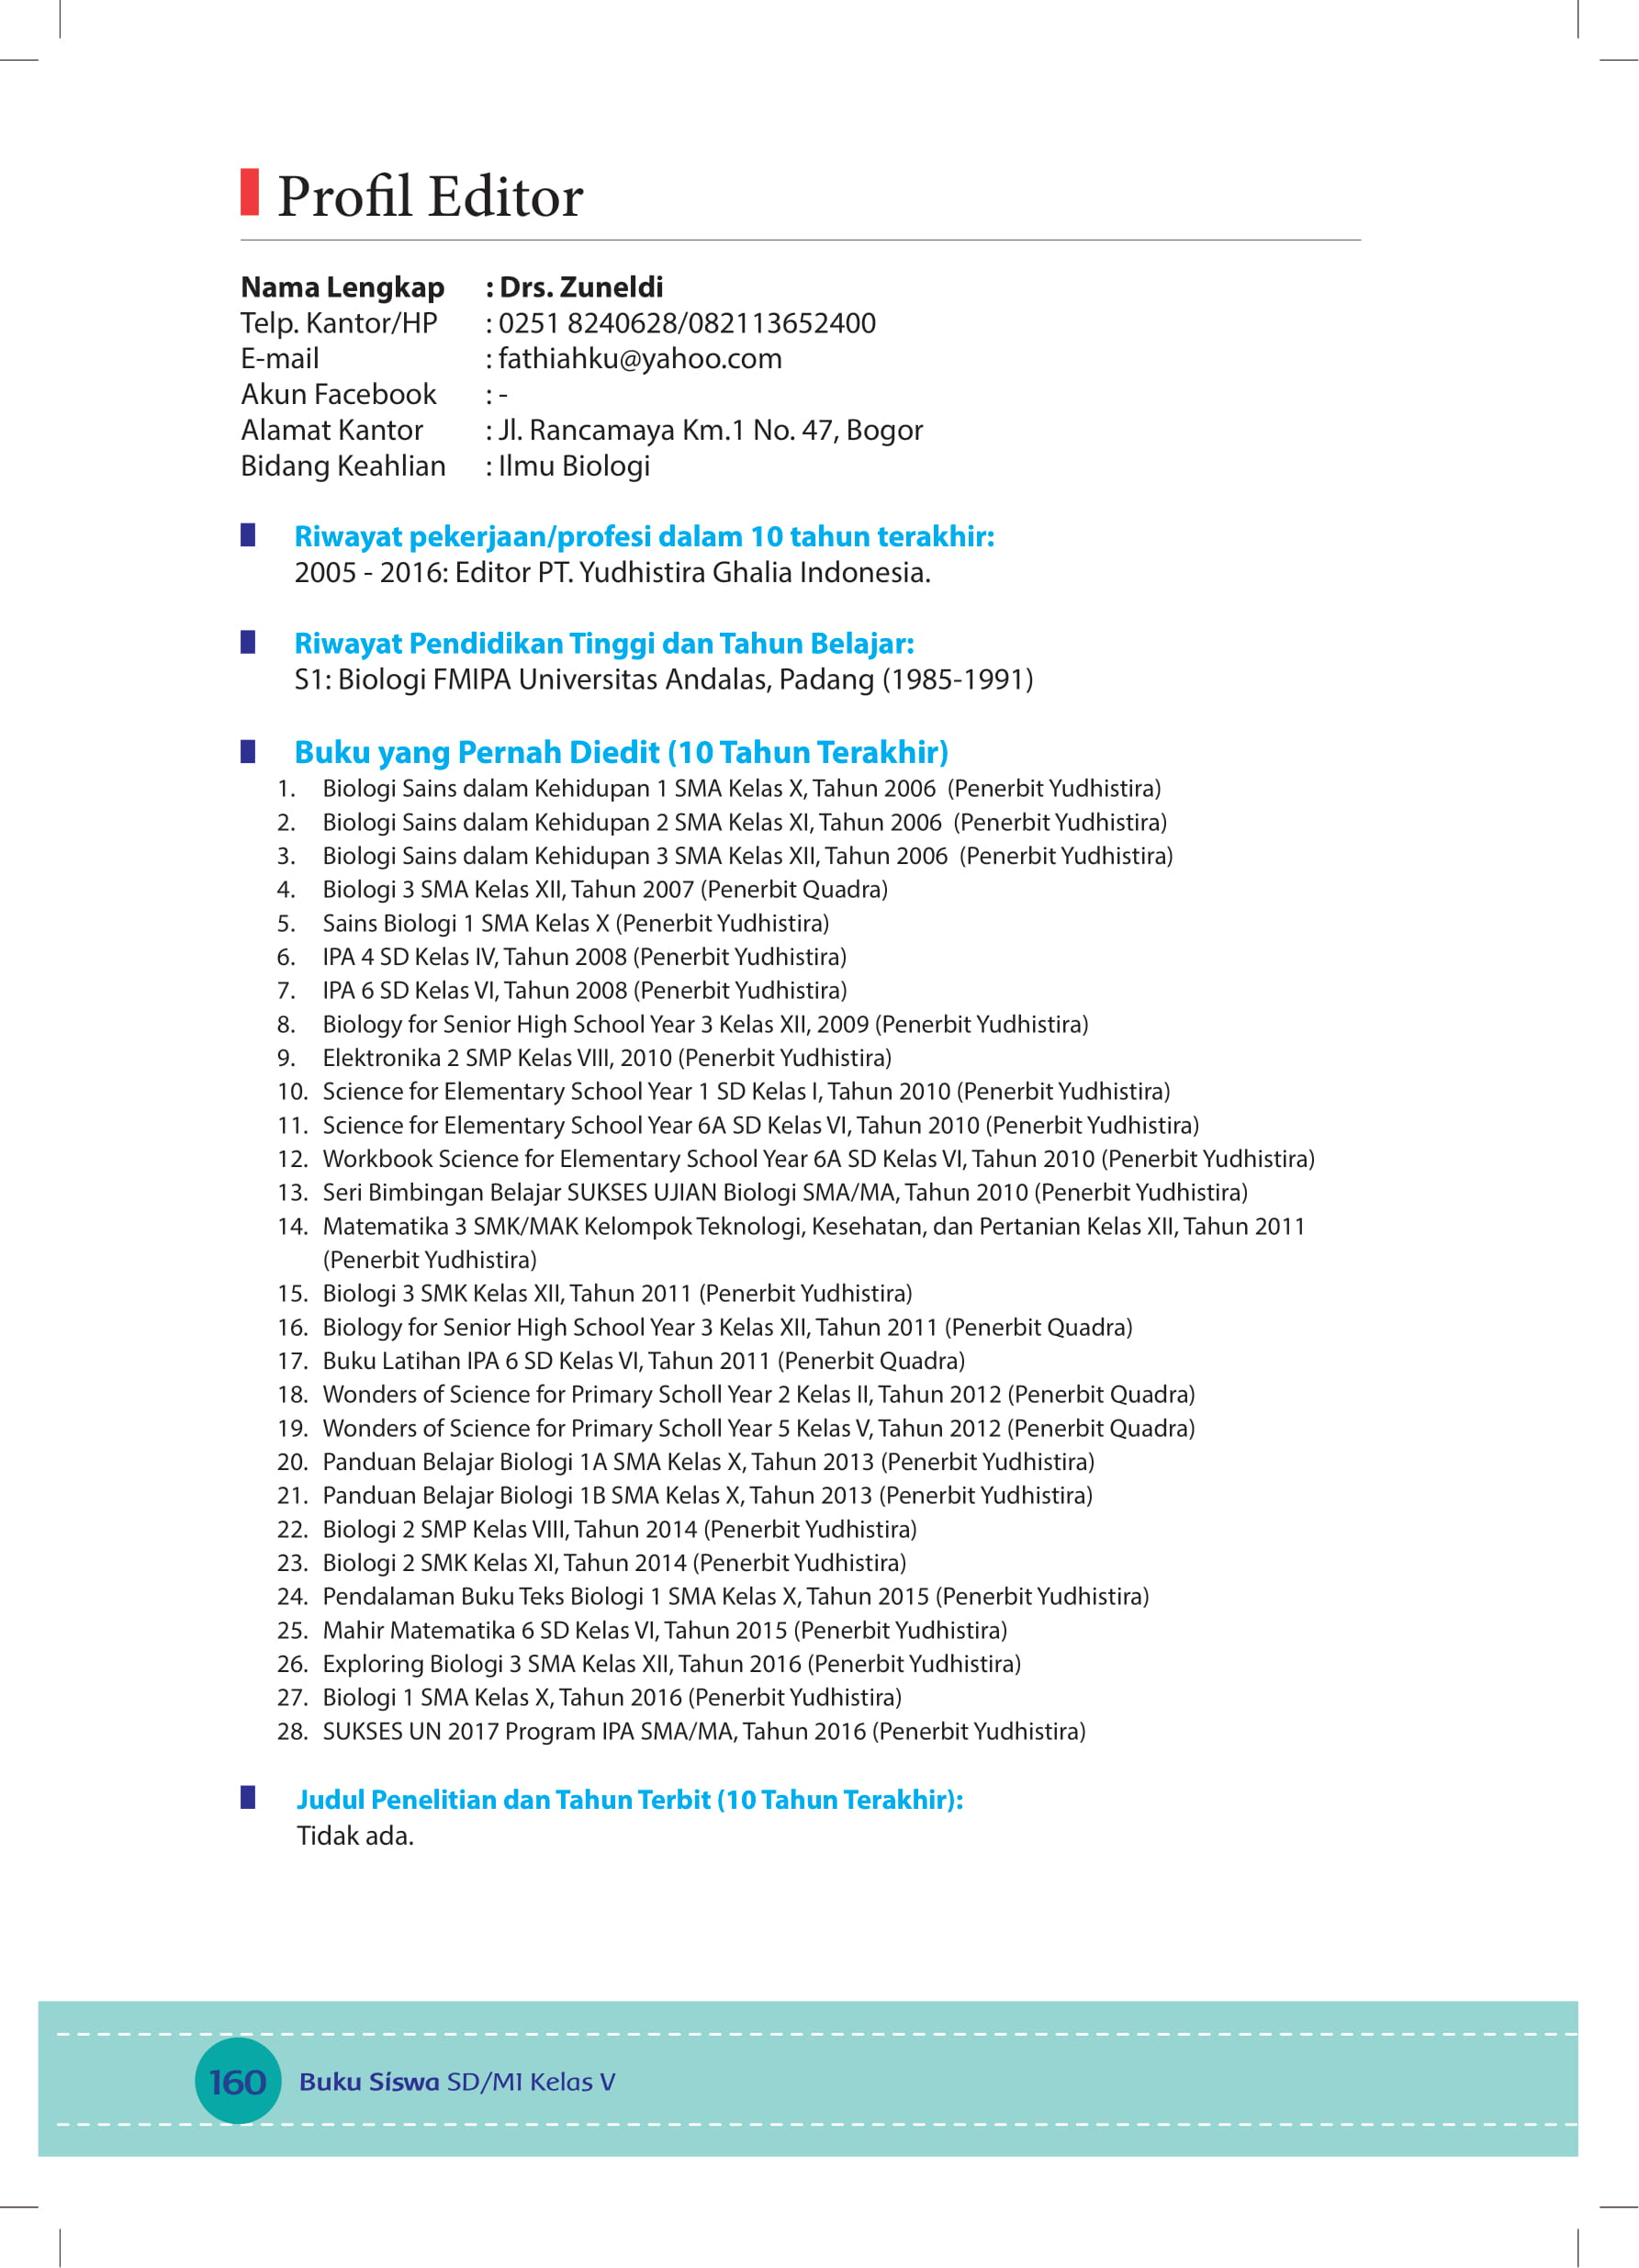 Profil Editor
Nama Lengkap : Drs. Zuneldi
Telp. Kantor/HP : 0251 8240628/082113652400
E-mail : fathiahku@yahoo.com
Akun Facebook : -
Alamat Kantor : Jl. Rancamaya Km.1 No. 47, Bogor
Bidang Keahlian : Ilmu Biologi
Riwayat pekerjaan/profesi dalam 10 tahun terakhir:
2005 - 2016: Editor PT. Yudhistira Ghalia Indonesia.
Riwayat Pendidikan Tinggi dan Tahun Belajar:
S1: Biologi FMIPA Universitas Andalas, Padang (1985-1991)
Buku yang Pernah Diedit (10 Tahun Terakhir)
1. Biologi Sains dalam Kehidupan 1 SMA Kelas X, Tahun 2006 (Penerbit Yudhistira)
2. Biologi Sains dalam Kehidupan 2 SMA Kelas XI, Tahun 2006 (Penerbit Yudhistira)
3. Biologi Sains dalam Kehidupan 3 SMA Kelas XII, Tahun 2006 (Penerbit Yudhistira)
4. Biologi 3 SMA Kelas XII, Tahun 2007 (Penerbit Quadra)
5. Sains Biologi 1 SMA Kelas X (Penerbit Yudhistira)
6. IPA 4 SD Kelas IV, Tahun 2008 (Penerbit Yudhistira)
7. IPA 6 SD Kelas VI, Tahun 2008 (Penerbit Yudhistira)
8. Biology for Senior High School Year 3 Kelas XII, 2009 (Penerbit Yudhistira)
9. Elektronika 2 SMP Kelas VIII, 2010 (Penerbit Yudhistira)
10. Science for Elementary School Year 1 SD Kelas I, Tahun 2010 (Penerbit Yudhistira)
11. Science for Elementary School Year 6A SD Kelas VI, Tahun 2010 (Penerbit Yudhistira)
12. Workbook Science for Elementary School Year 6A SD Kelas VI, Tahun 2010 (Penerbit Yudhistira)
13. Seri Bimbingan Belajar SUKSES UJIAN Biologi SMA/MA, Tahun 2010 (Penerbit Yudhistira)
14. Matematika 3 SMK/MAK Kelompok Teknologi, Kesehatan, dan Pertanian Kelas XII, Tahun 2011
(Penerbit Yudhistira)
15. Biologi 3 SMK Kelas XII, Tahun 2011 (Penerbit Yudhistira)
16. Biology for Senior High School Year 3 Kelas XII, Tahun 2011 (Penerbit Quadra)
17. Buku Latihan IPA 6 SD Kelas VI, Tahun 2011 (Penerbit Quadra)
18. Wonders of Science for Primary Scholl Year 2 Kelas II, Tahun 2012 (Penerbit Quadra)
19. Wonders of Science for Primary Scholl Year 5 Kelas V, Tahun 2012 (Penerbit Quadra)
20. Panduan Belajar Biologi 1A SMA Kelas X, Tahun 2013 (Penerbit Yudhistira)
21. Panduan Belajar Biologi 1B SMA Kelas X, Tahun 2013 (Penerbit Yudhistira)
22. Biologi 2 SMP Kelas VIII, Tahun 2014 (Penerbit Yudhistira)
23. Biologi 2 SMK Kelas XI, Tahun 2014 (Penerbit Yudhistira)
24. Pendalaman Buku Teks Biologi 1 SMA Kelas X, Tahun 2015 (Penerbit Yudhistira)
25. Mahir Matematika 6 SD Kelas VI, Tahun 2015 (Penerbit Yudhistira)
26. Exploring Biologi 3 SMA Kelas XII, Tahun 2016 (Penerbit Yudhistira)
27. Biologi 1 SMA Kelas X, Tahun 2016 (Penerbit Yudhistira)
28. SUKSES UN 2017 Program IPA SMA/MA, Tahun 2016 (Penerbit Yudhistira)
Judul Penelitian dan Tahun Terbit (10 Tahun Terakhir):
Tidak ada.
160 Buku Siswa SD/MI Kelas V